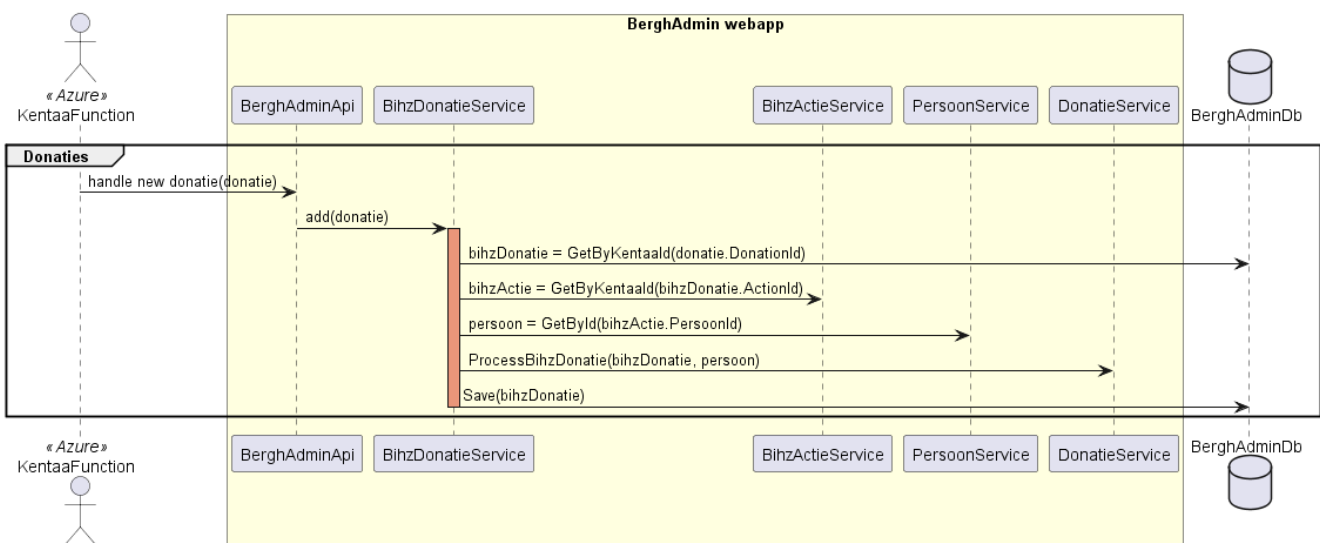 BerghAdmin webapp
«Azure»
KentaaFunction
BerghAdminApi
BihzDonatieService
BihzActieService
PersoonService
DonatieService
BerghAdminDb
Donaties
handle new donatie(donatie)
add(donatie)
bihzDonatie = GetByKentaaId(donatie.DonationId)
bihzActie = GetByKentaaId(bihzDonatie.ActionId)
persoon = GetById(bihzActie.PersoonId)
ProcessBihzDonatie(bihzDonatie, persoon)
Save(bihzDonatie)
«Azure»
KentaaFunction
BerghAdminApi
BihzDonatieService
BihzActieService
PersoonService
DonatieService
BerghAdminDb